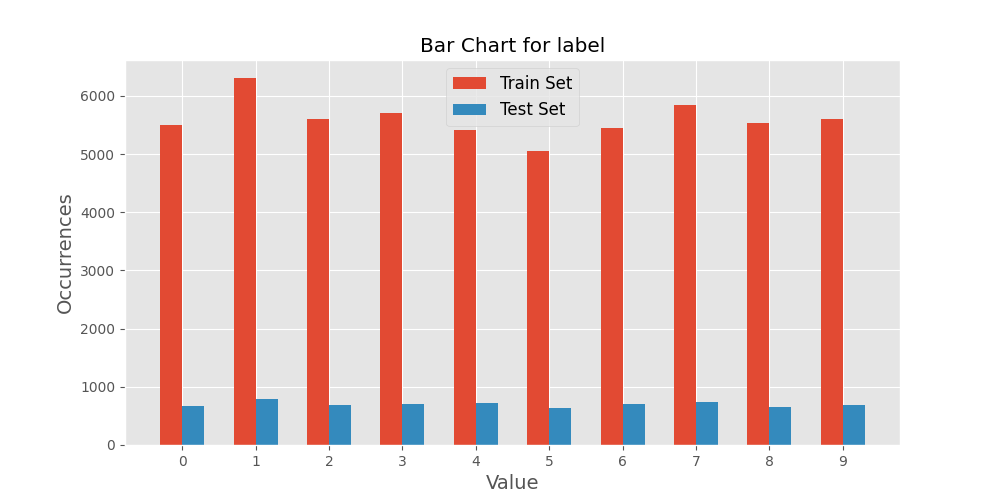 Bar Chart for label
Train Set
Test Set
6000
5000
4000
3000
2000
1000
0
Occurrences
0 1 2 3 4 5 6 7 8 9
Value